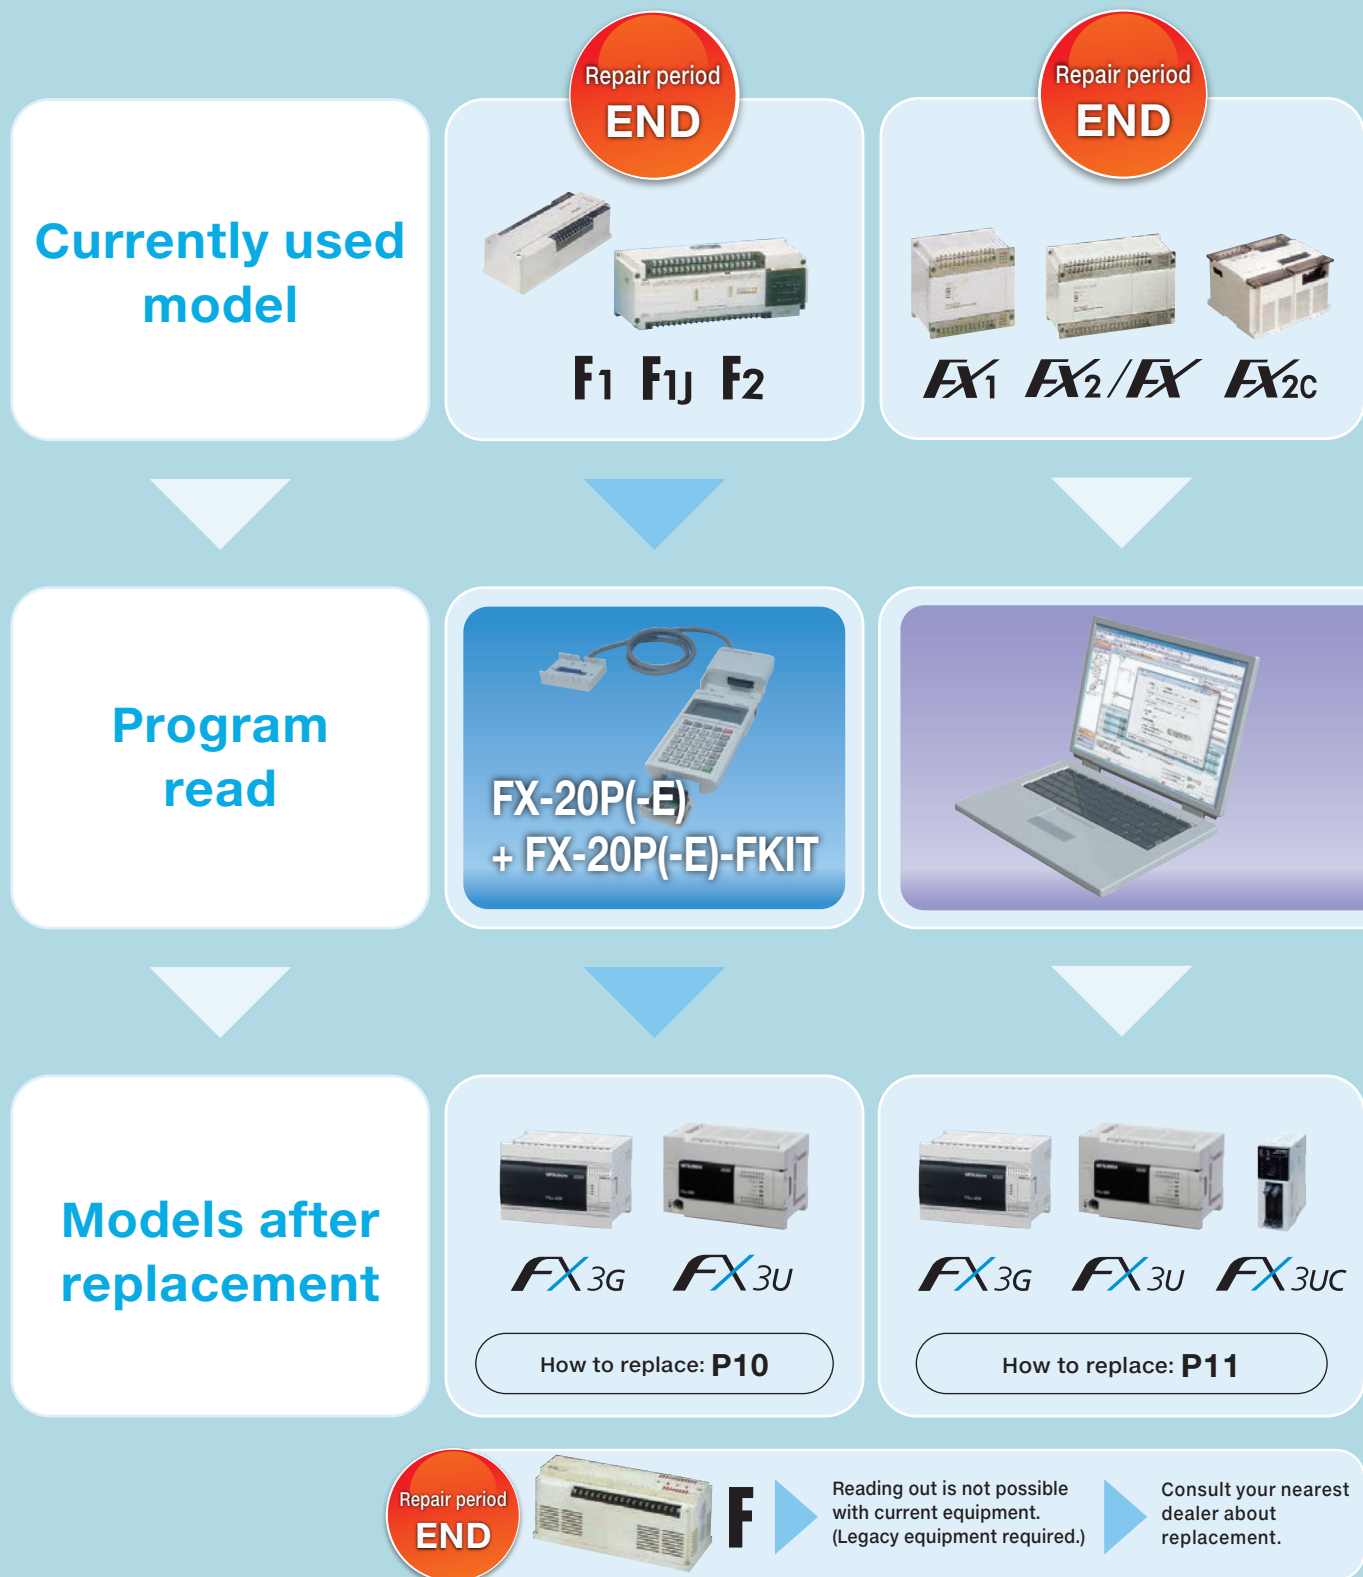 Repair period
END
Repair period
END
Currently used
model
F1 F1J F2
FX1 FX2/FX FX2C
Program
read
FX-20P(-E)
+ FX-20P(-E)-FKIT
Models after
replacement
FX3G FX3U
FX3G FX3U FX3UC
How to replace: P10
How to replace: P11
Repair period
END
F
Reading out is not possible
with current equipment.
(Legacy equipment required.)
Consult your nearest
dealer about
replacement.